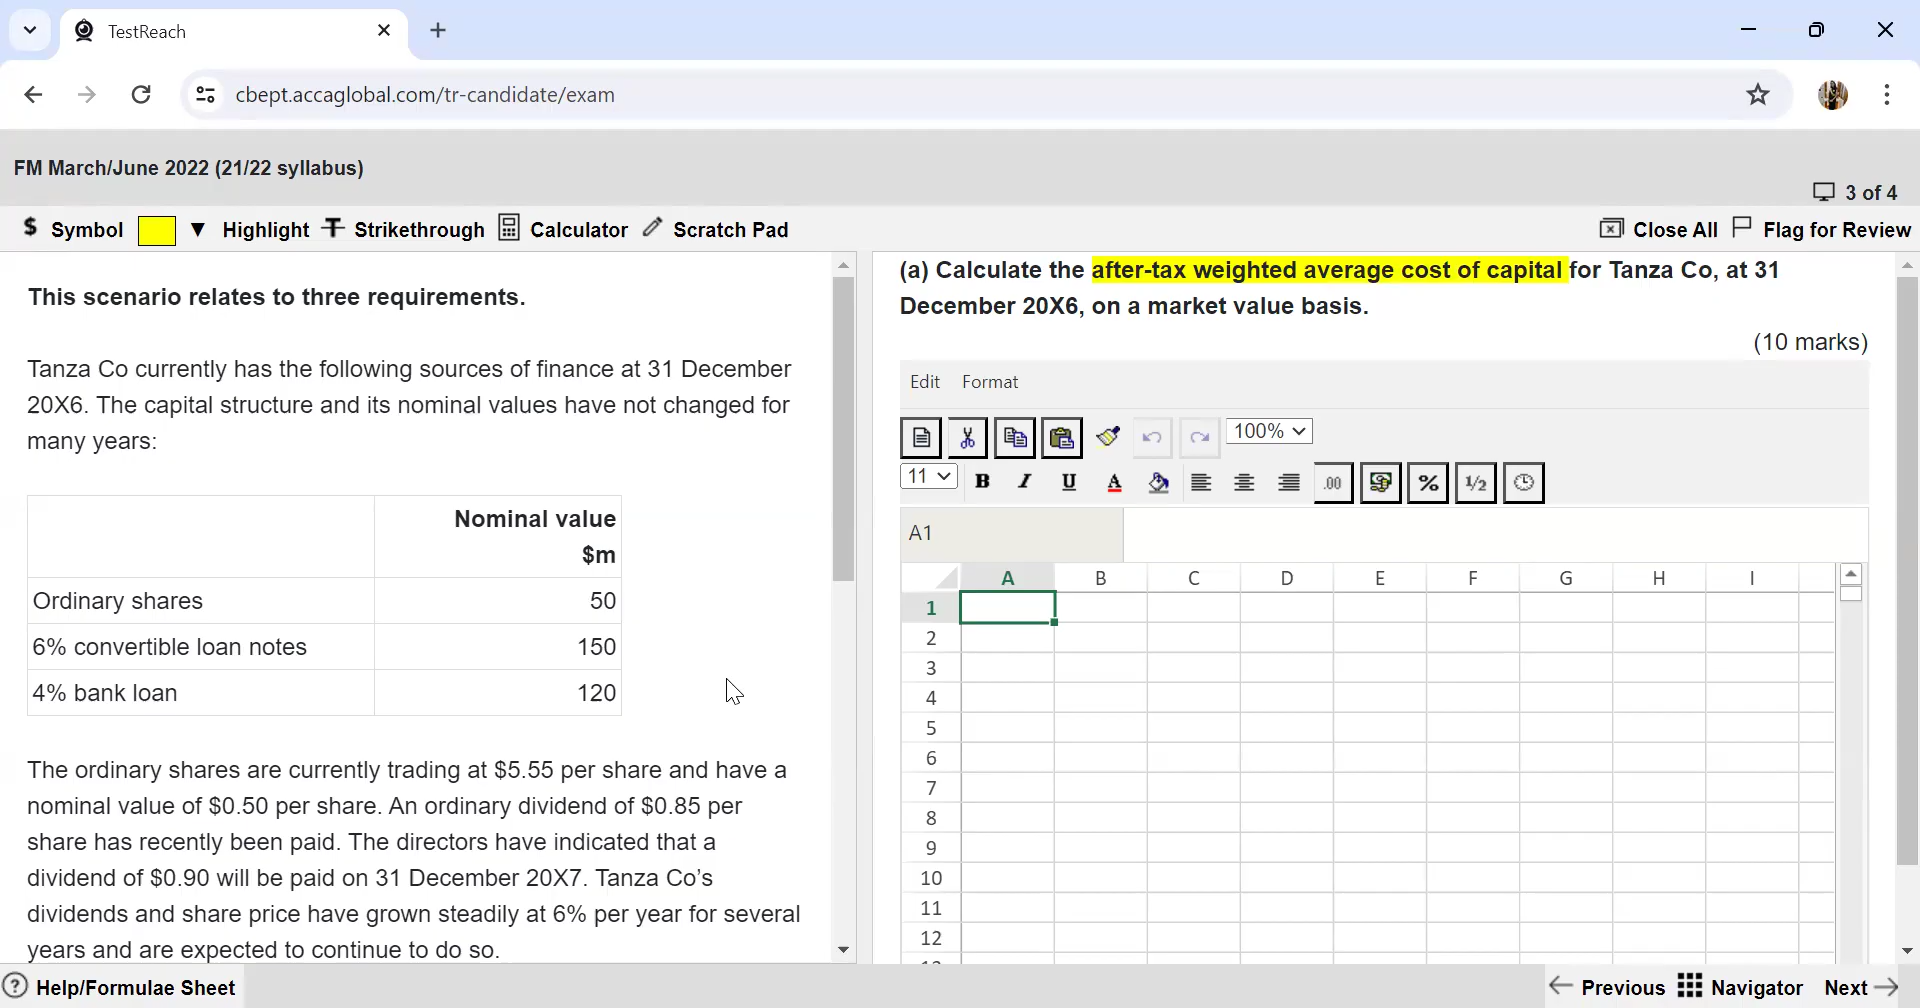 TestReach
cbept.accaglobal.com/tr-candidate/exam
FM March/June 2022 (21/22 syllabus)
3 of 4
$ Symbol ▼ Highlight Strikethrough Calculator Scratch Pad Close All Flag for Review
This scenario relates to three requirements.
Tanza Co currently has the following sources of finance at 31 December
20X6. The capital structure and its nominal values have not changed for
many years:
Nominal value
$m
Ordinary shares 50
6% convertible loan notes 150
4% bank loan 120
The ordinary shares are currently trading at $5.55 per share and have a
nominal value of $0.50 per share. An ordinary dividend of $0.85 per
share has recently been paid. The directors have indicated that a
dividend of $0.90 will be paid on 31 December 20X7. Tanza Co’s
dividends and share price have grown steadily at 6% per year for several
years and are expected to continue to do so.
(a) Calculate the after-tax weighted average cost of capital for Tanza Co, at 31
December 20X6, on a market value basis.
(10 marks)
Edit Format
100%
11 B I U A .00 % 1/2
A1
A B C D E F G H I
1
2
3
4
5
6
7
8
9
10
11
12
? Help/Formulae Sheet
Previous Navigator Next